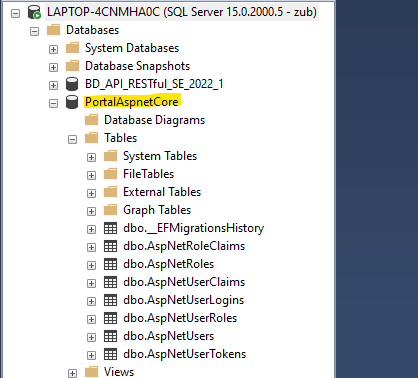 LAPTOP-4CNMHA0C (SQL Server 15.0.2000.5 - zub)
Databases
System Databases
Database Snapshots
BD_API_RESTful_SE_2022_1
PortalAspnetCore
Database Diagrams
Tables
System Tables
FileTables
External Tables
Graph Tables
dbo.__EFMigrationsHistory
dbo.AspNetRoleClaims
dbo.AspNetRoles
dbo.AspNetUserClaims
dbo.AspNetUserLogins
dbo.AspNetUserRoles
dbo.AspNetUsers
dbo.AspNetUserTokens
Views